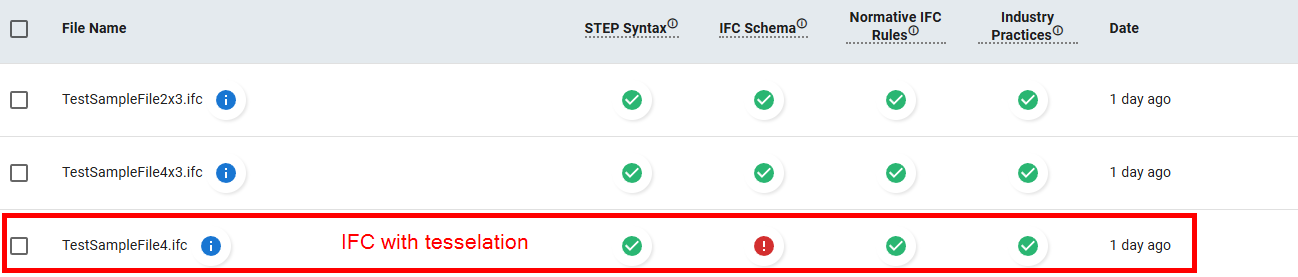 File Name STEP Syntax IFC Schema Normative IFC Rules Industry Practices Date
TestSampleFile2x3.ifc 1 day ago
TestSampleFile4x3.ifc 1 day ago
TestSampleFile4.ifc IFC with tesselation 1 day ago